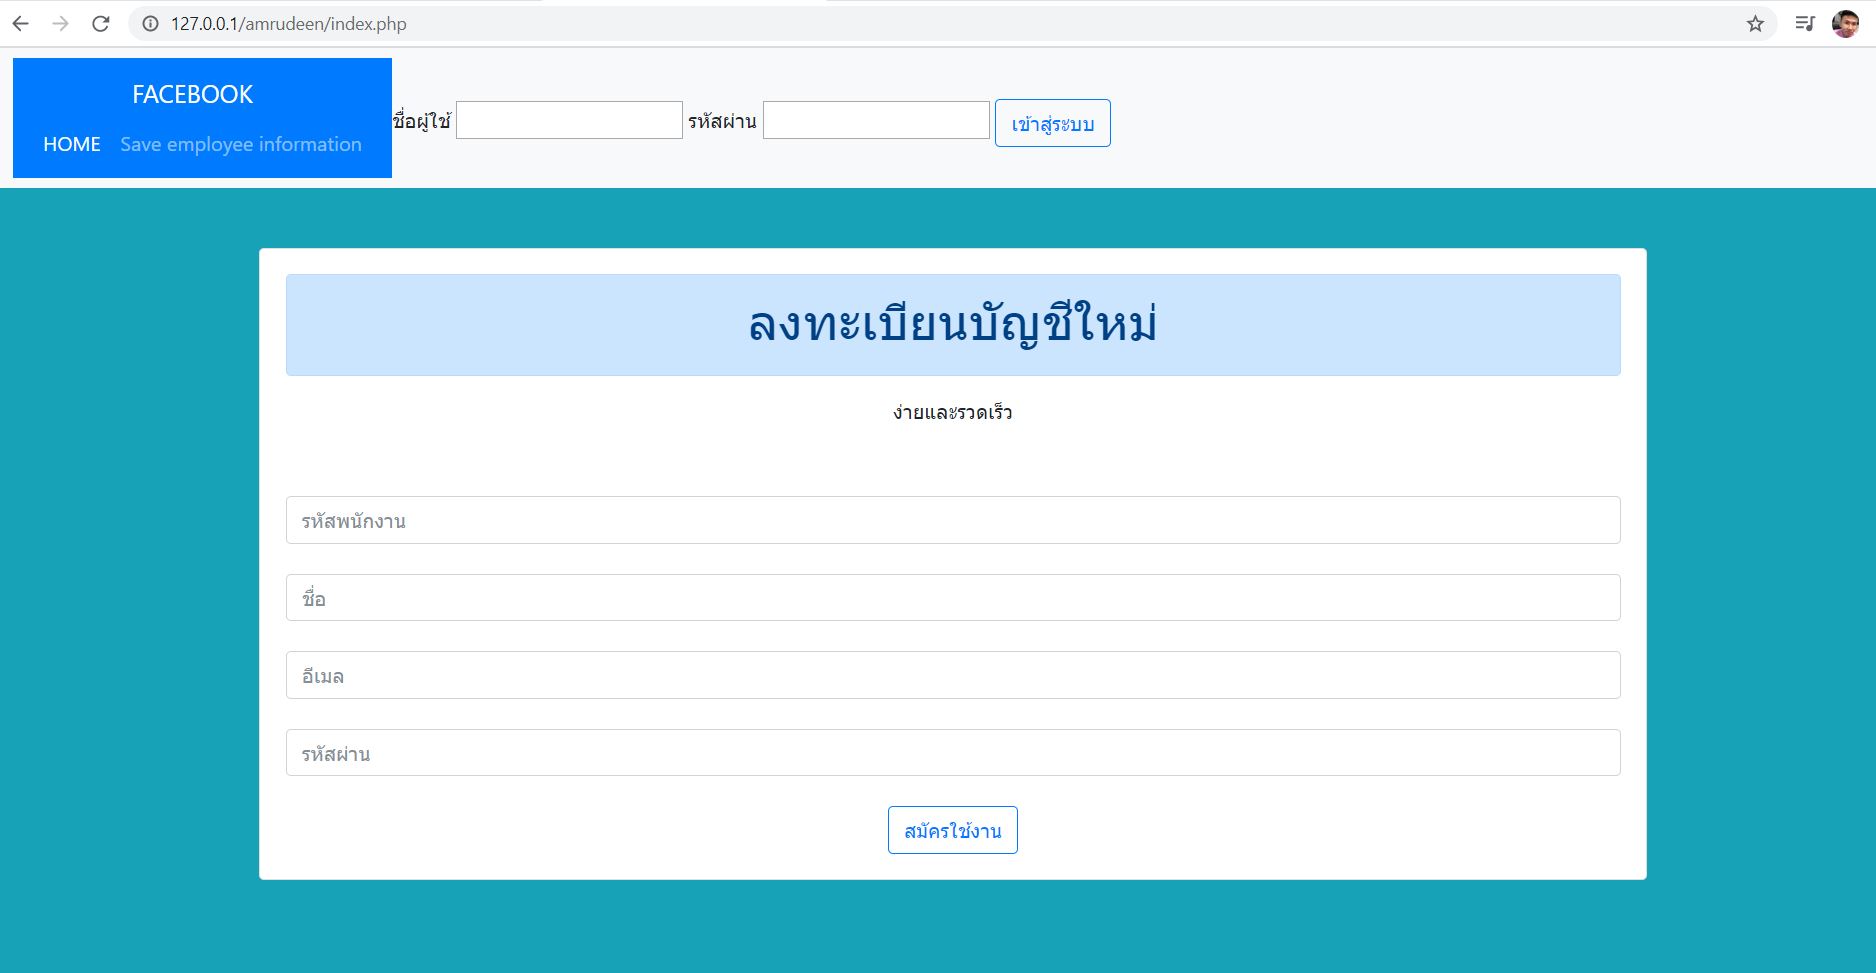 127.0.0.1/amrudeen/index.php
FACEBOOK
HOME Save employee information
ชื่อผู้ใช้ รหัสผ่าน เข้าสู่ระบบ
ลงทะเบียนบัญชีใหม่
ง่ายและรวดเร็ว
รหัสพนักงาน
ชื่อ
อีเมล
รหัสผ่าน
สมัครใช้งาน